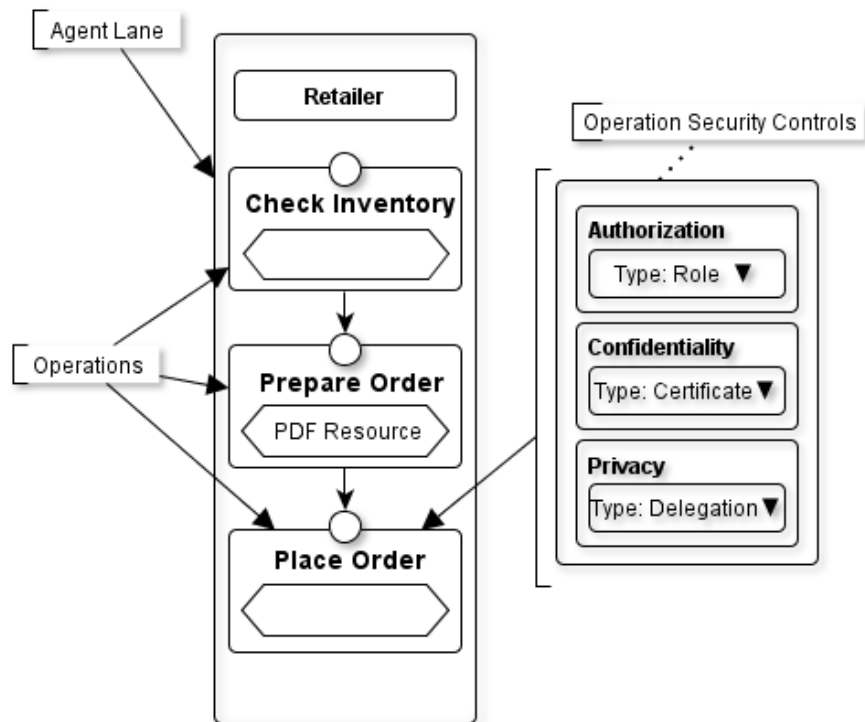 Agent Lane
Retailer
Operation Security Controls
Check Inventory
Authorization
Type: Role ▼
Operations
Prepare Order
PDF Resource
Confidentiality
Type: Certificate ▼
Privacy
Type: Delegation ▼
Place Order